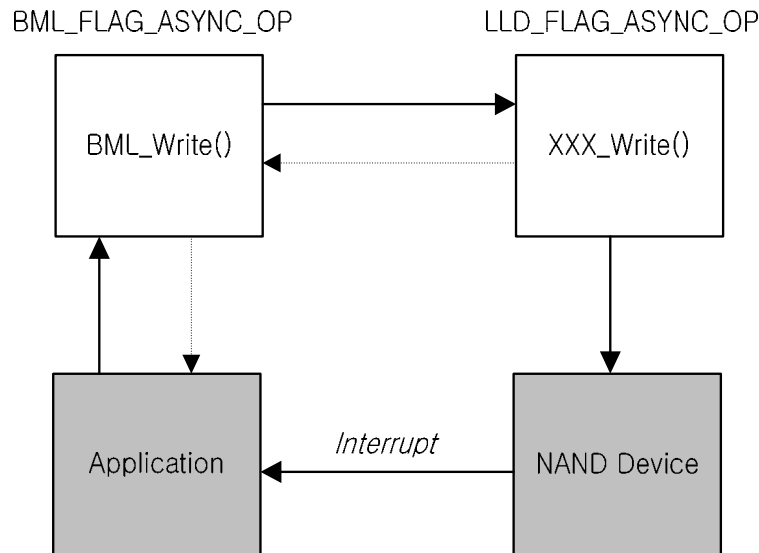 BML_FLAG_ASYNC_OP
LLD_FLAG_ASYNC_OP
BML_Write()
XXX_Write()
Application
Interrupt
NAND Device